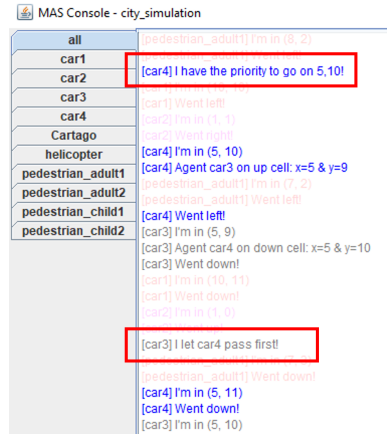 MAS Console - city_simulation
all
car1
car2
car3
car4
Cartago
helicopter
pedestrian_adult1
pedestrian_adult2
pedestrian_child1
pedestrian_child2
[pedestrian_adult1] I'm in (8, 2)
[car4] I have the priority to go on 5,10!
[car1] Went left!
[car2] I'm in (1, 1)
[car2] Went right!
[car4] I'm in (5, 10)
[car4] Agent car3 on up cell: x=5 & y=9
[pedestrian_adult1] I'm in (7, 2)
[pedestrian_adult1] Went left!
[car4] Went left!
[car3] I'm in (5, 9)
[car3] Agent car4 on down cell: x=5 & y=10
[car3] Went down!
[car1] I'm in (10, 11)
[car1] Went down!
[car2] I'm in (1, 0)
[car3] I let car4 pass first!
[pedestrian_adult1] Went down!
[car4] I'm in (5, 11)
[car4] Went down!
[car3] I'm in (5, 10)